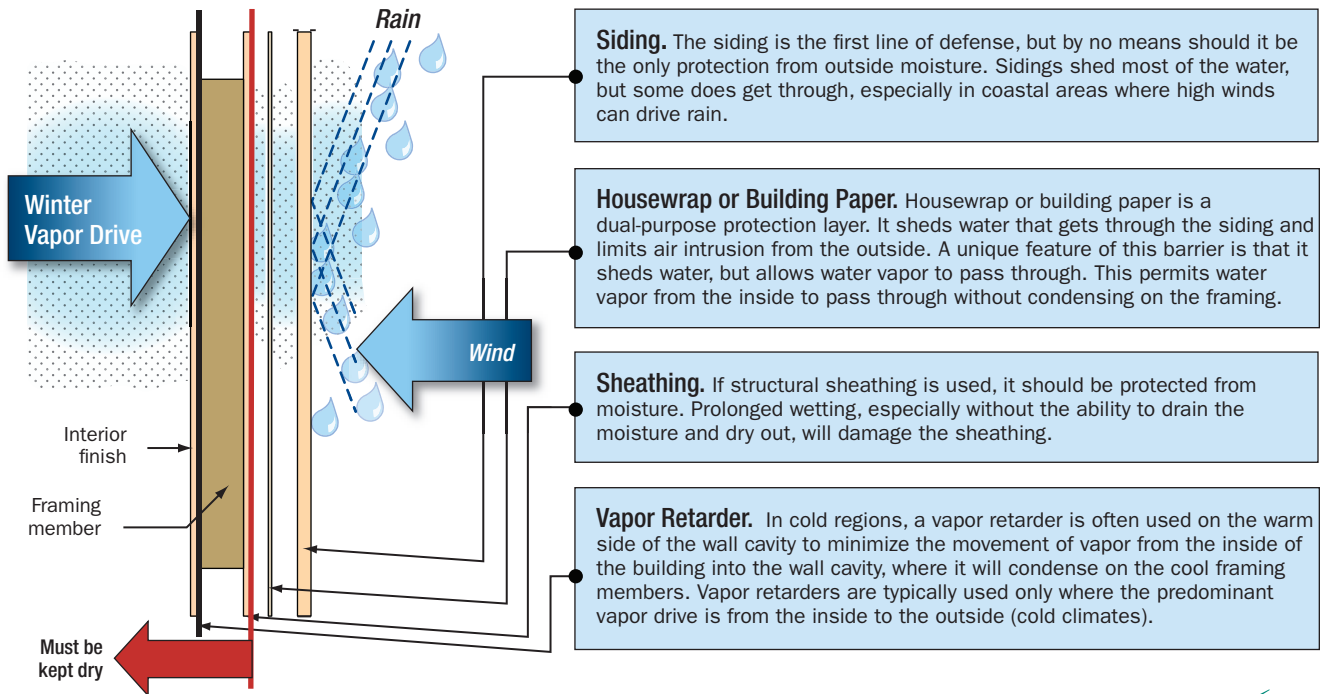 Rain
Siding. The siding is the first line of defense, but by no means should it be
the only protection from outside moisture. Sidings shed most of the water,
but some does get through, especially in coastal areas where high winds
can drive rain.
Winter
Vapor Drive
Housewrap or Building Paper. Housewrap or building paper is a
dual-purpose protection layer. It sheds water that gets through the siding and
limits air intrusion from the outside. A unique feature of this barrier is that it
sheds water, but allows water vapor to pass through. This permits water
vapor from the inside to pass through without condensing on the framing.
Wind
Sheathing. If structural sheathing is used, it should be protected from
moisture. Prolonged wetting, especially without the ability to drain the
moisture and dry out, will damage the sheathing.
Interior
finish
Framing
member
Vapor Retarder. In cold regions, a vapor retarder is often used on the warm
side of the wall cavity to minimize the movement of vapor from the inside of
the building into the wall cavity, where it will condense on the cool framing
members. Vapor retarders are typically used only where the predominant
vapor drive is from the inside to the outside (cold climates).
Must be
kept dry